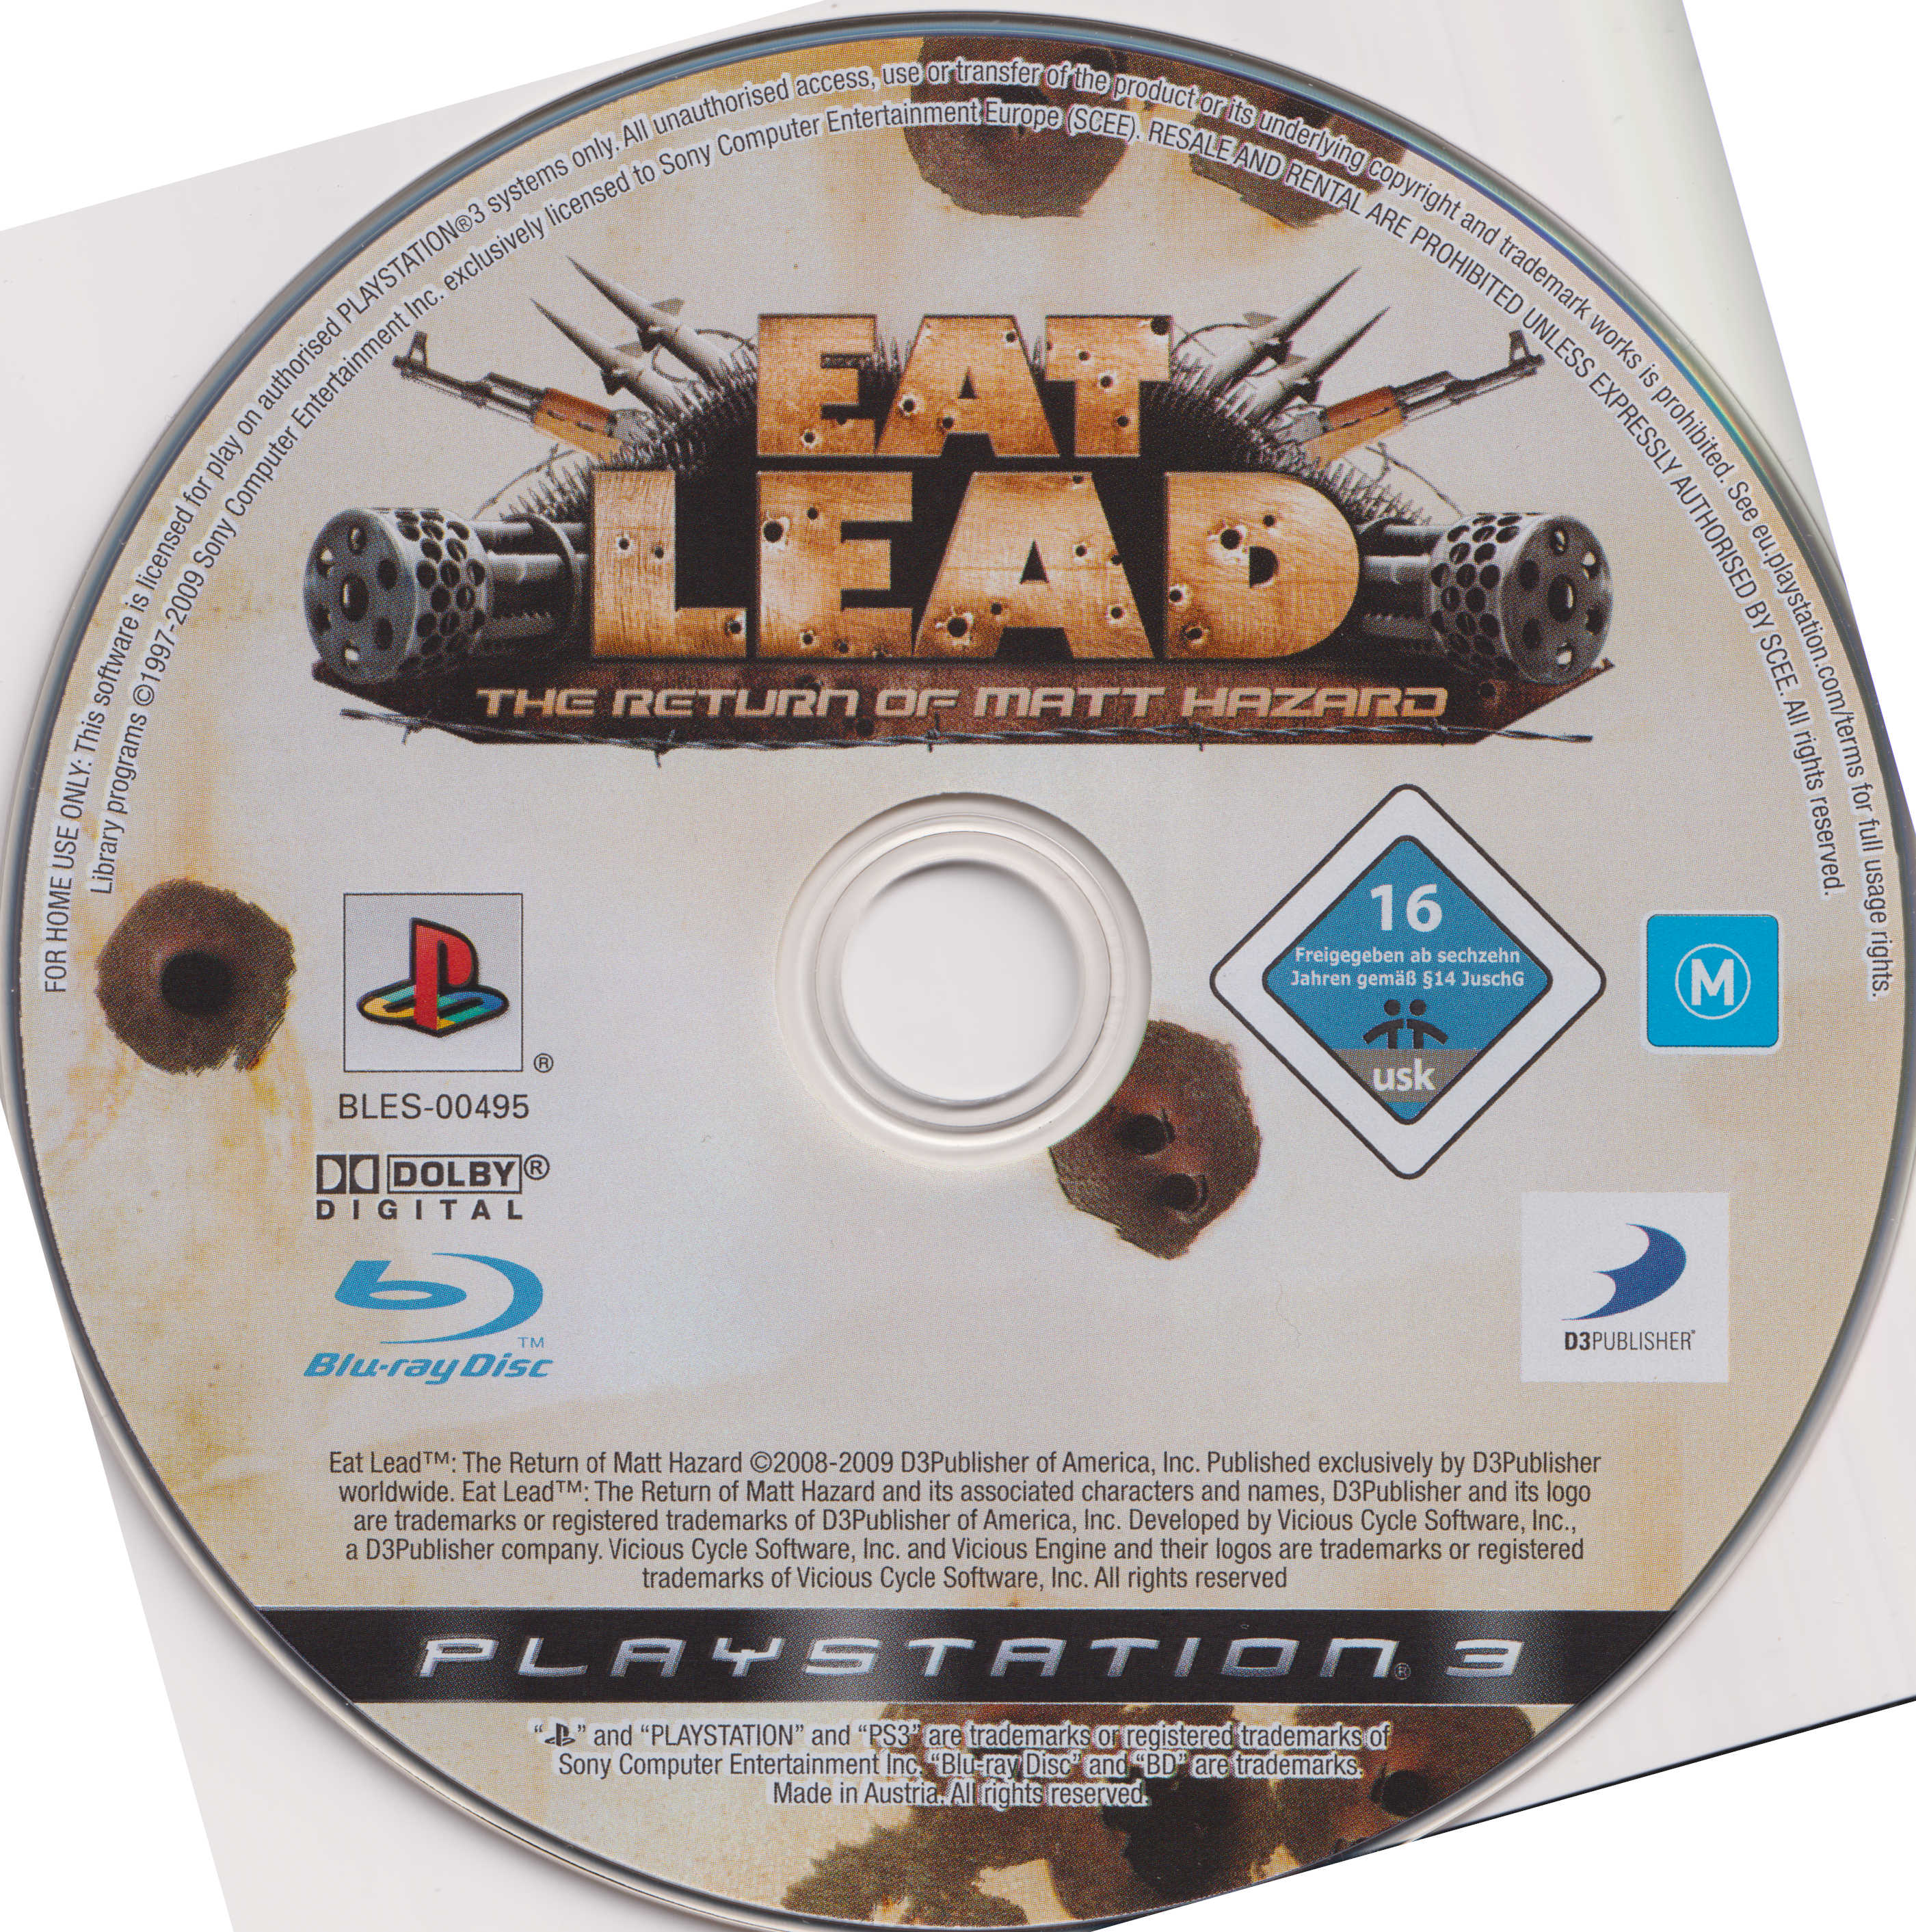 FOR HOME USE ONLY: This software is licensed for play on authorised PLAYSTATION®3 systems only. All unauthorised access, use or transfer of the product or its underlying copyright and trademark works is prohibited. See eu.playstation.com/terms for full usage rights.
Library programs ©1997-2009 Sony Computer Entertainment Inc. exclusively licensed to Sony Computer Entertainment Europe (SCEE). RESALE AND RENTAL ARE PROHIBITED UNLESS EXPRESSLY AUTHORISED BY SCEE. All rights reserved.
EAT
LEAD
THE RETURN OF MATT HAZARD
16
Freigegeben ab sechzehn
Jahren gemäß §14 JuschG
usk
M
®
BLES-00495
DOLBY®
DIGITAL
TM
Blu-ray Disc
D3PUBLISHER®
Eat Lead™: The Return of Matt Hazard ©2008-2009 D3Publisher of America, Inc. Published exclusively by D3Publisher
worldwide. Eat Lead™: The Return of Matt Hazard and its associated characters and names, D3Publisher and its logo
are trademarks or registered trademarks of D3Publisher of America, Inc. Developed by Vicious Cycle Software, Inc.,
a D3Publisher company. Vicious Cycle Software, Inc. and Vicious Engine and their logos are trademarks or registered
trademarks of Vicious Cycle Software, Inc. All rights reserved
PLAYSTATION®3
“ ” and “PLAYSTATION” and “PS3” are trademarks or registered trademarks of
Sony Computer Entertainment Inc. “Blu-ray Disc” and “BD” are trademarks.
Made in Austria. All rights reserved.